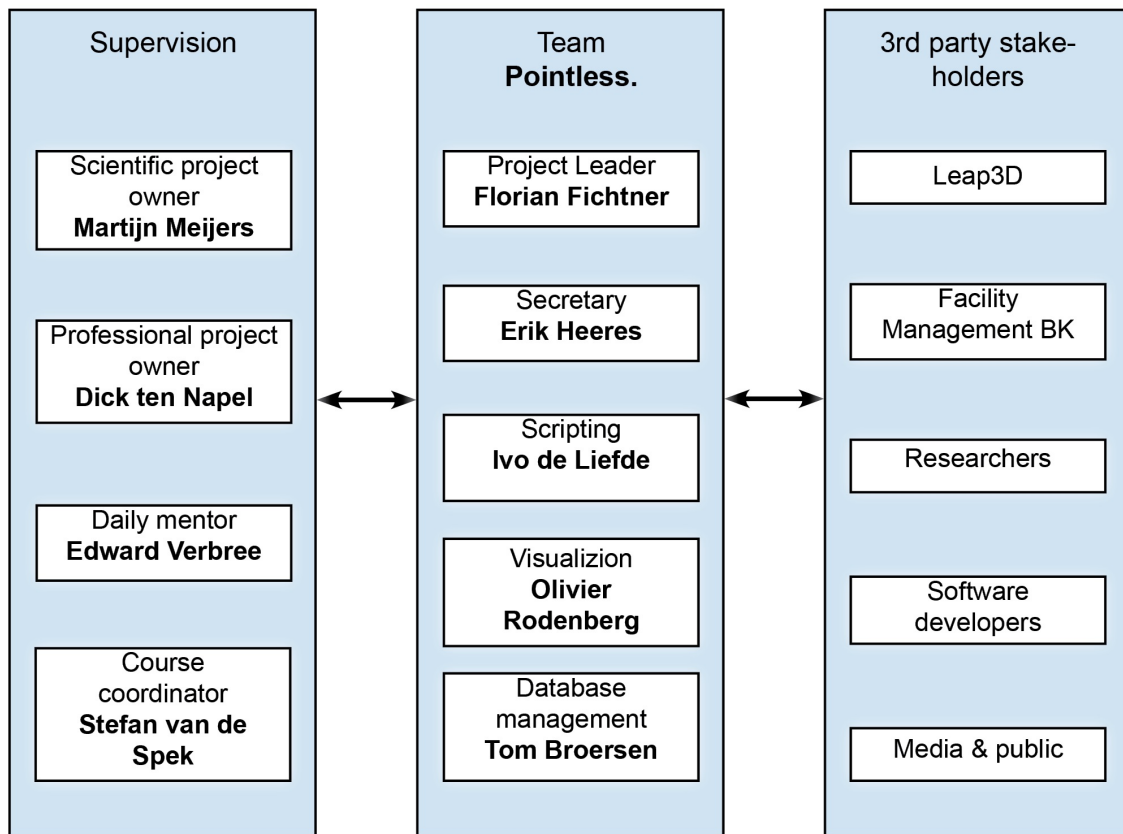 Supervision
Scientific project
owner
Martijn Meijers
Professional project
owner
Dick ten Napel
Daily mentor
Edward Verbree
Course
coordinator
Stefan van de
Spek
Team
Pointless.
Project Leader
Florian Fichtner
Secretary
Erik Heeres
Scripting
Ivo de Liefde
Visualizion
Olivier
Rodenberg
Database
management
Tom Broersen
3rd party stake-
holders
Leap3D
Facility
Management BK
Researchers
Software
developers
Media & public